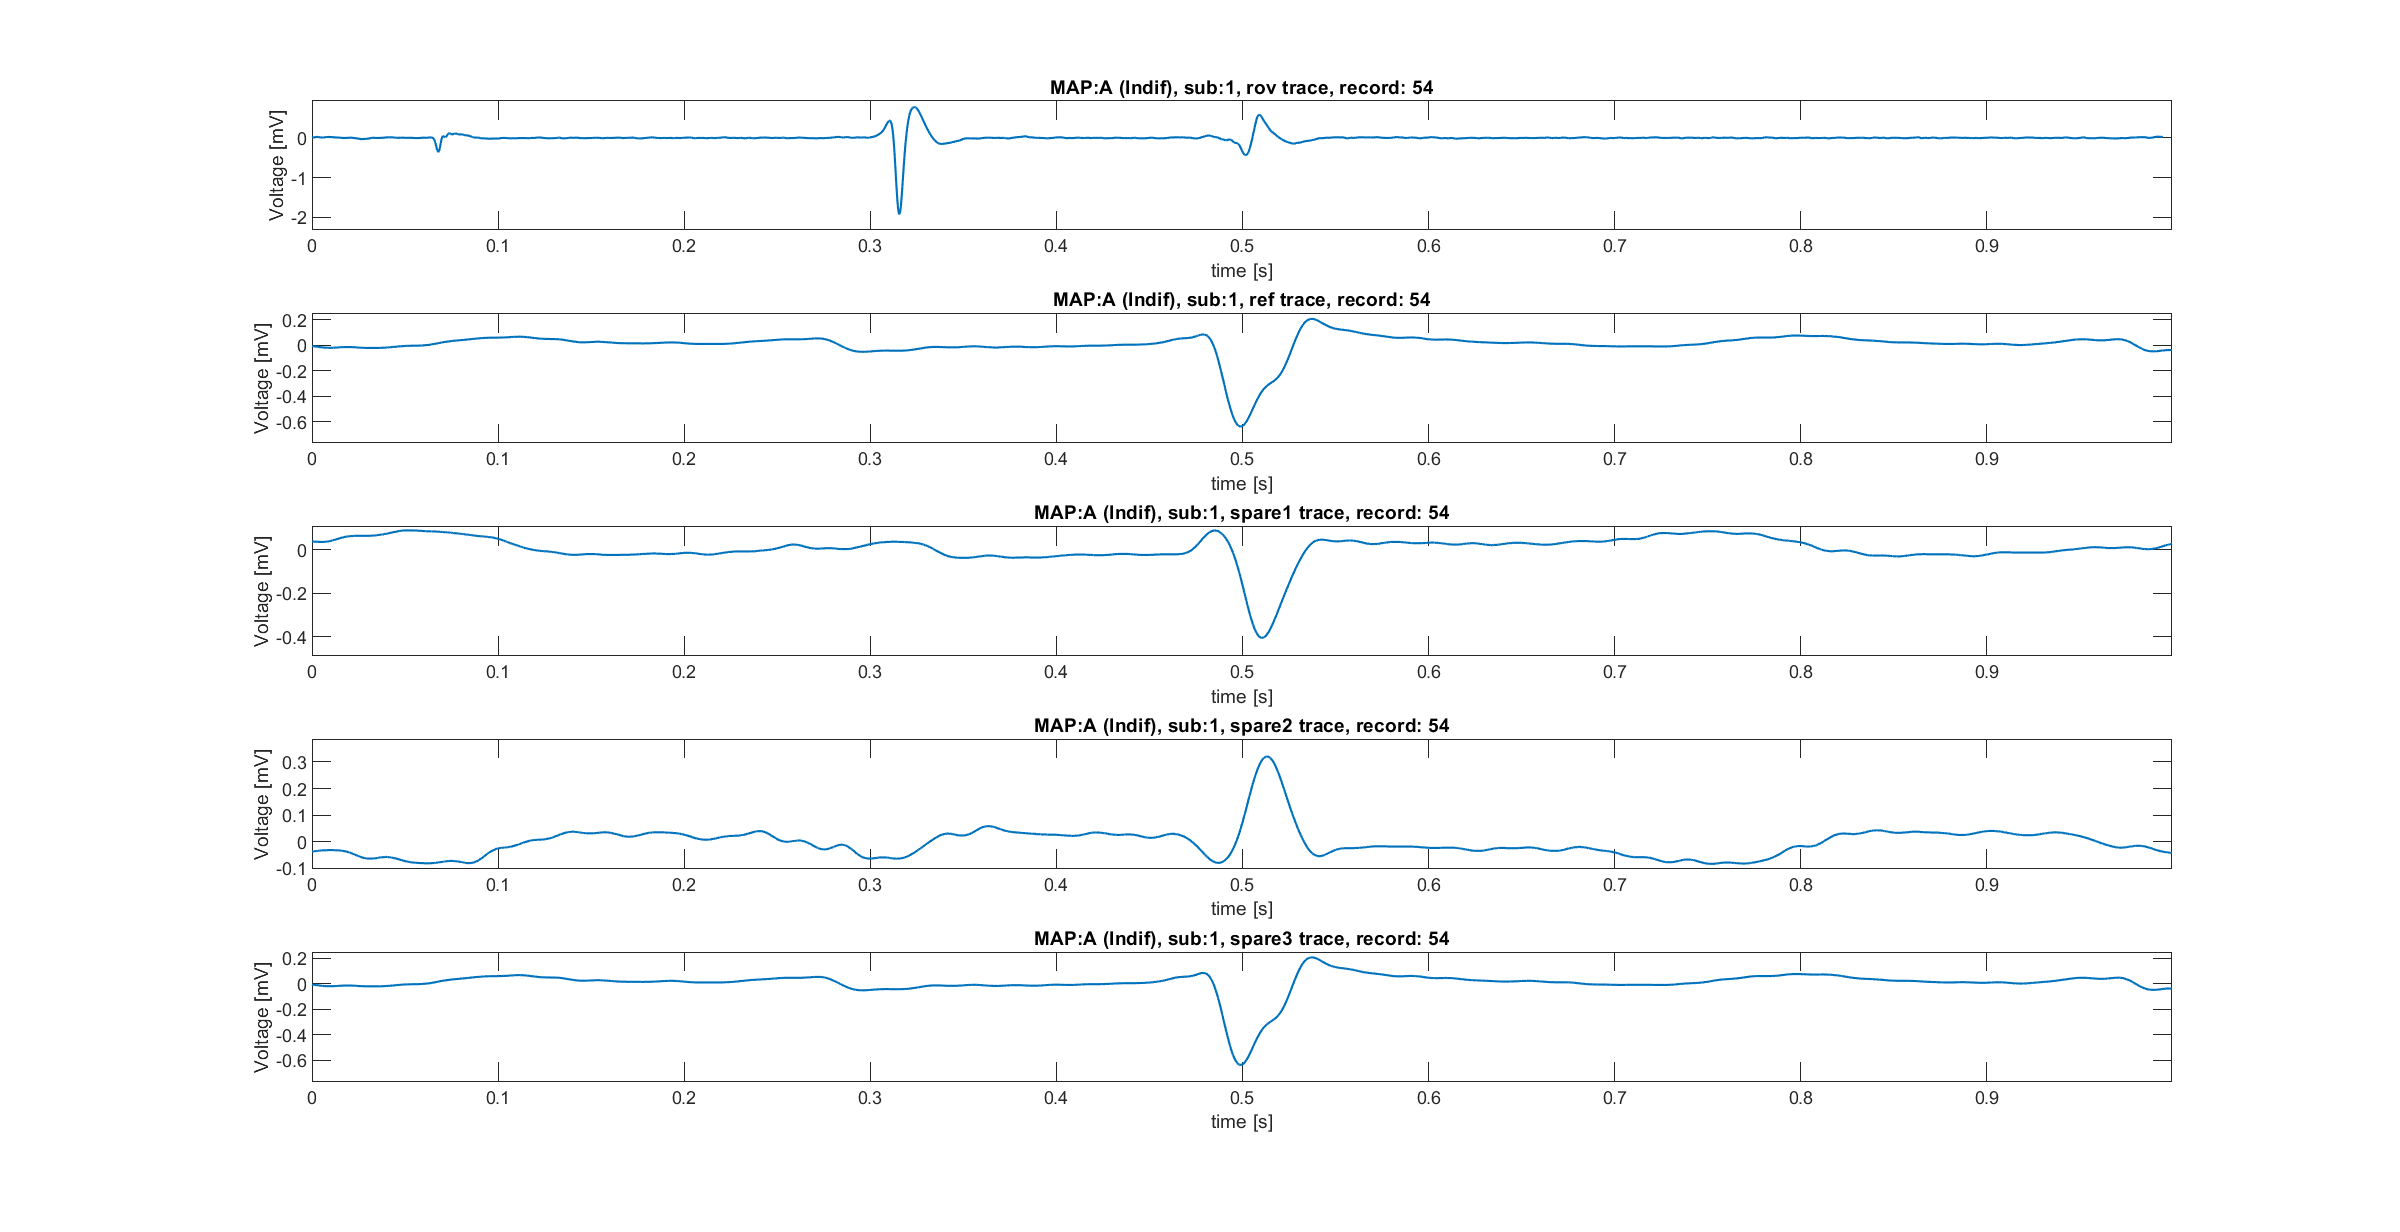 MAP:A (Indif), sub:1, rov trace, record: 54
Voltage [mV]
0
-1
-2
0 0.1 0.2 0.3 0.4 0.5 0.6 0.7 0.8 0.9
time [s]
MAP:A (Indif), sub:1, ref trace, record: 54
Voltage [mV]
0.2
0
-0.2
-0.4
-0.6
0 0.1 0.2 0.3 0.4 0.5 0.6 0.7 0.8 0.9
time [s]
MAP:A (Indif), sub:1, spare1 trace, record: 54
Voltage [mV]
0
-0.2
-0.4
0 0.1 0.2 0.3 0.4 0.5 0.6 0.7 0.8 0.9
time [s]
MAP:A (Indif), sub:1, spare2 trace, record: 54
Voltage [mV]
0.3
0.2
0.1
0
-0.1
0 0.1 0.2 0.3 0.4 0.5 0.6 0.7 0.8 0.9
time [s]
MAP:A (Indif), sub:1, spare3 trace, record: 54
Voltage [mV]
0.2
0
-0.2
-0.4
-0.6
0 0.1 0.2 0.3 0.4 0.5 0.6 0.7 0.8 0.9
time [s]